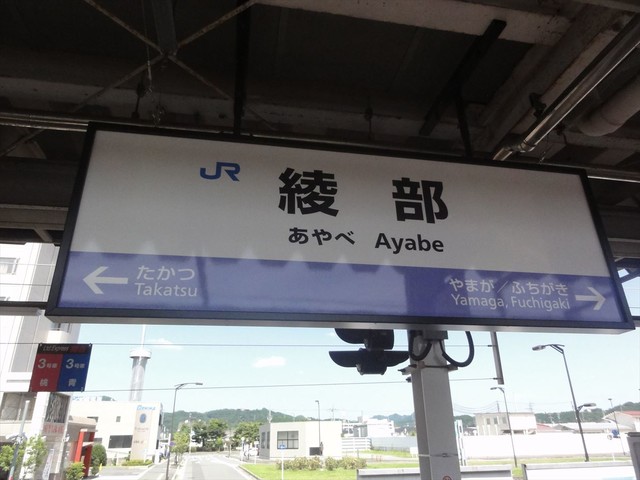 JR 綾部
あやべ Ayabe
← たかつ
Takatsu
やまが／ふちがき →
Yamaga, Fuchigaki
3号車 3号車